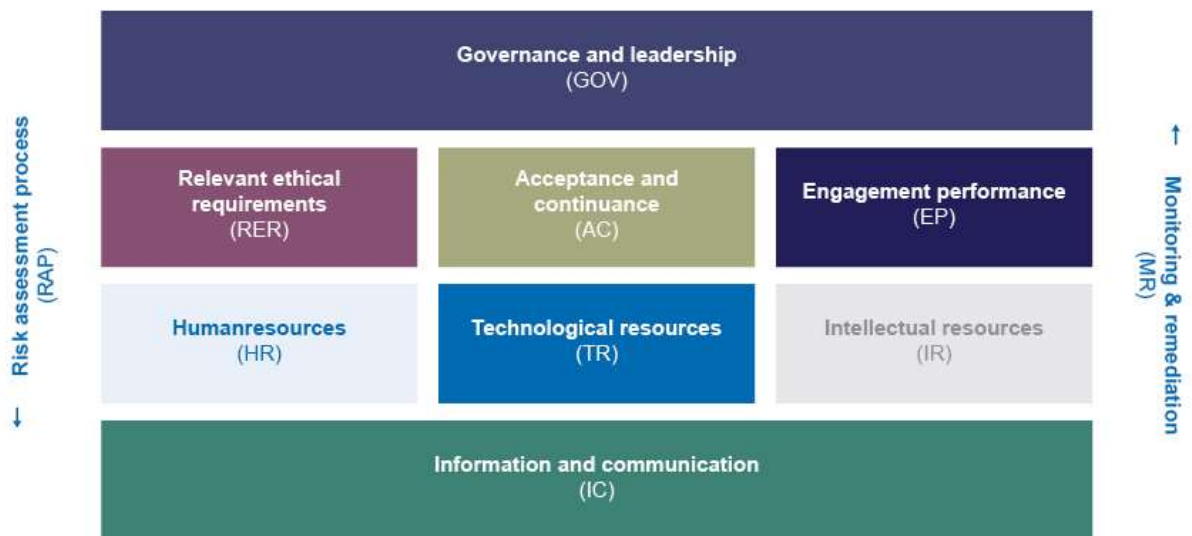 Governance and leadership
(GOV)
← Risk assessment process
(RAP)
Relevant ethical
requirements
(RER)
Acceptance and
continuance
(AC)
Engagement performance
(EP)
Humanresources
(HR)
Technological resources
(TR)
Intellectual resources
(IR)
Information and communication
(IC)
← Monitoring & remediation
(MR)